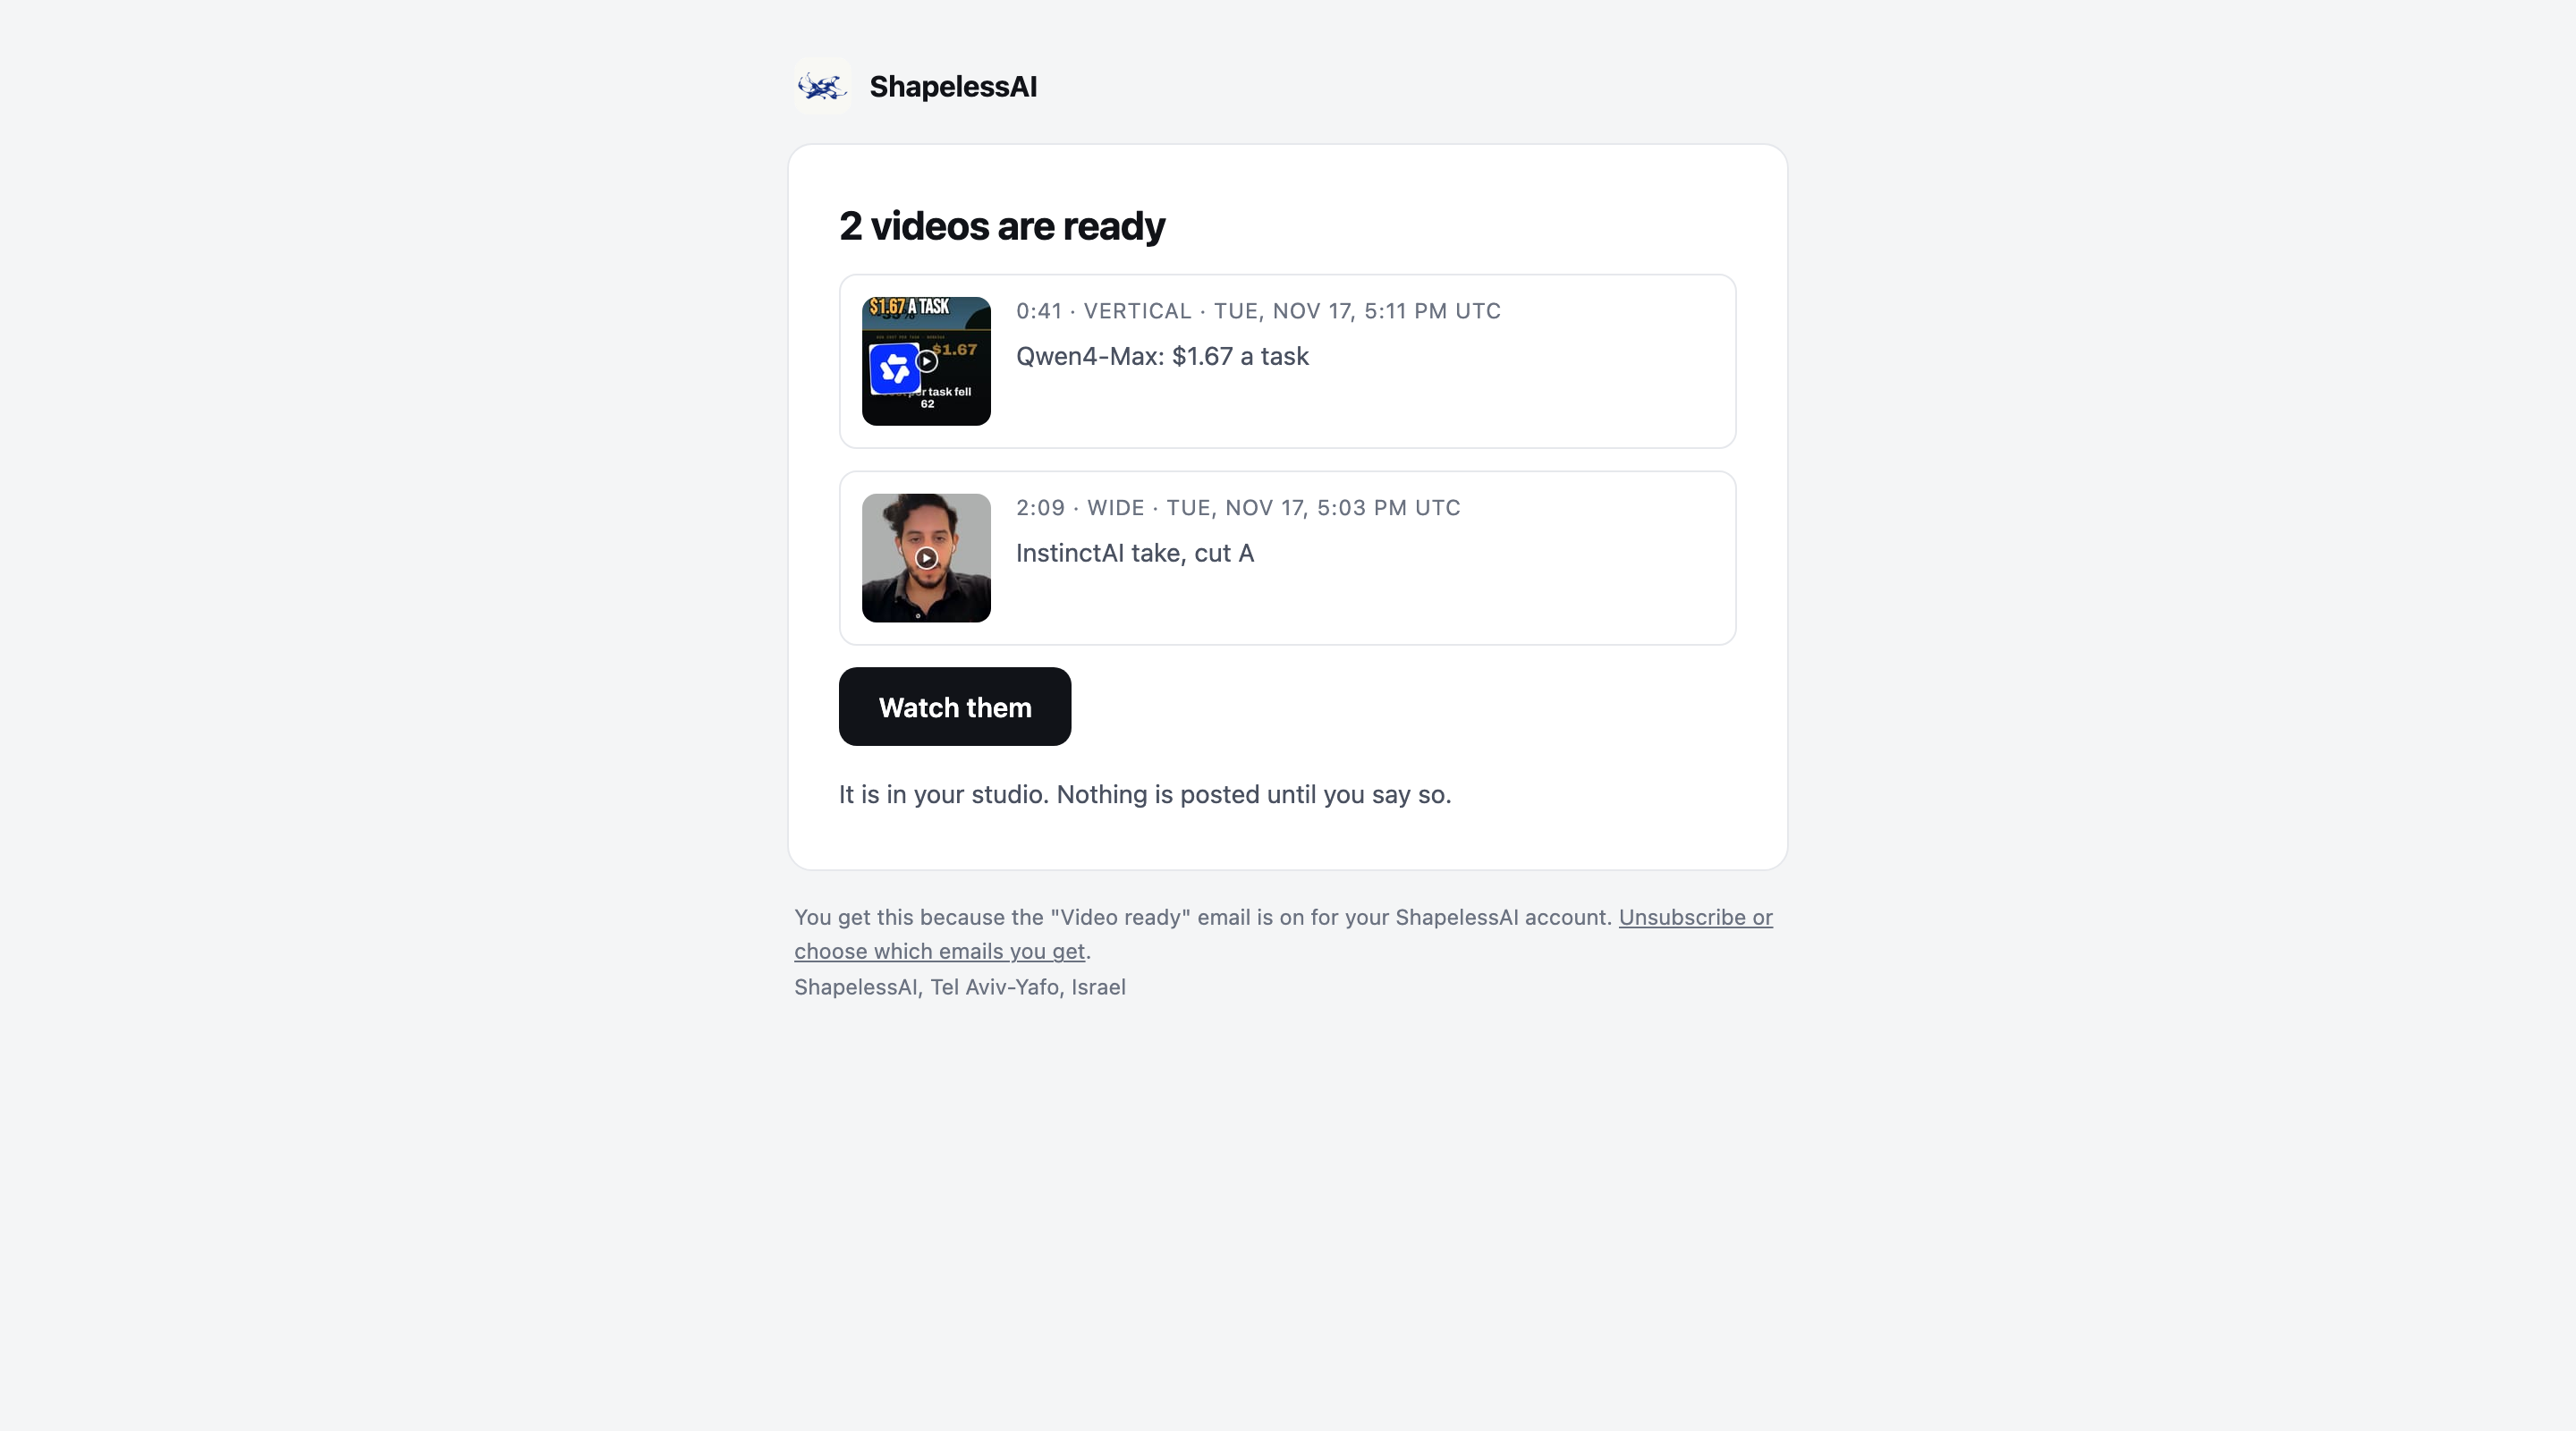 ShapelessAI
2 videos are ready
$1.67 A TASK
$1.67
task fell
62
0:41 · VERTICAL · TUE, NOV 17, 5:11 PM UTC
Qwen4-Max: $1.67 a task
2:09 · WIDE · TUE, NOV 17, 5:03 PM UTC
InstinctAI take, cut A
Watch them
It is in your studio. Nothing is posted until you say so.
You get this because the "Video ready" email is on for your ShapelessAI account. Unsubscribe or
choose which emails you get.
ShapelessAI, Tel Aviv-Yafo, Israel